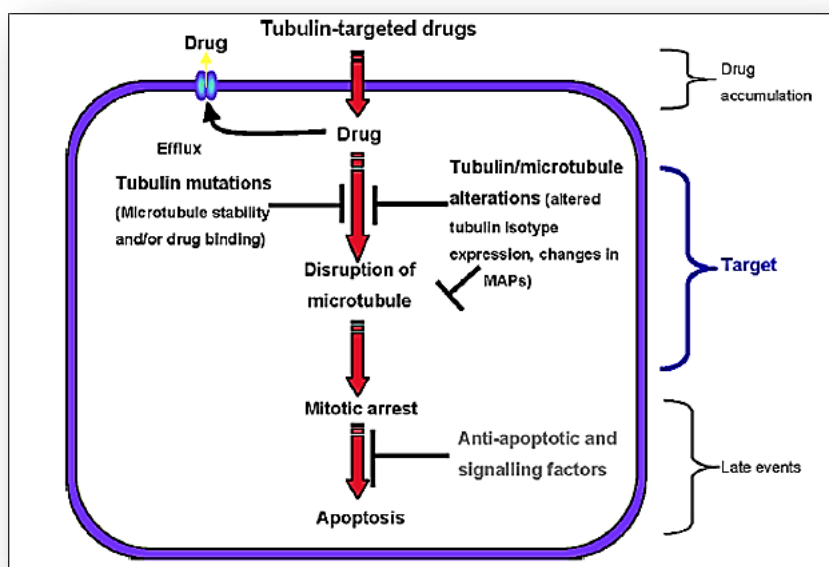 Tubulin-targeted drugs
Drug
Drug
accumulation
Drug
Efflux
Tubulin mutations
(Microtubule stability
and/or drug binding)
Tubulin/microtubule
alterations (altered
tubulin isotype
expression, changes in
MAPs)
Target
Disruption of
microtubule
Mitotic arrest
Anti-apoptotic and
signalling factors
Late events
Apoptosis